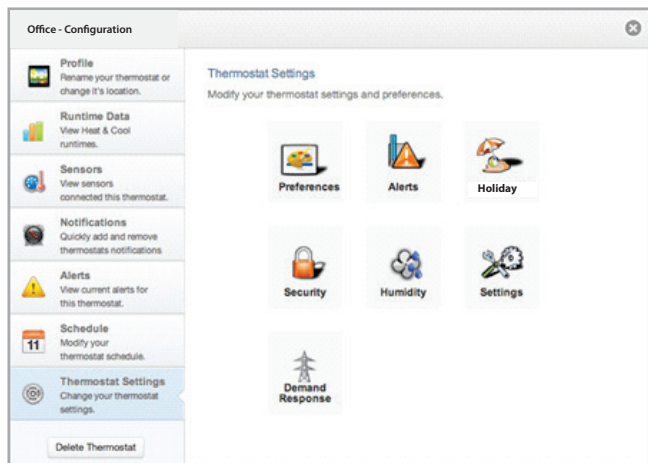 Office - Configuration
Profile
Rename your thermostat or
change it's location.
Runtime Data
View Heat & Cool
runtimes.
Sensors
View sensors
connected this thermostat.
Notifications
Quickly add and remove
thermostats notifications
Alerts
View current alerts for
this thermostat.
11
Schedule
Modify your
thermostat schedule.
Thermostat Settings
Change your thermostat
settings.
Delete Thermostat
Thermostat Settings
Modify your thermostat settings and preferences.
Preferences
Alerts
Holiday
Security
Humidity
Settings
Demand
Response